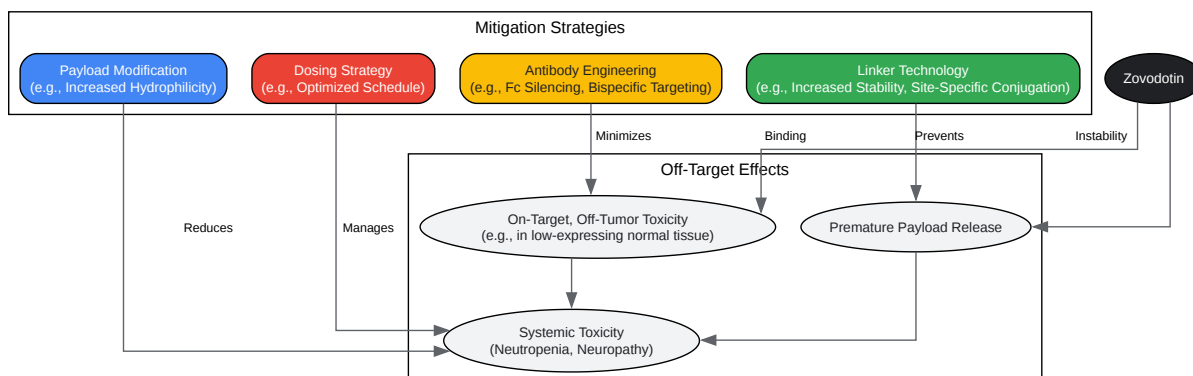 Mitigation Strategies
Payload Modification
(e.g., Increased Hydrophilicity)
Dosing Strategy
(e.g., Optimized Schedule)
Antibody Engineering
(e.g., Fc Silencing, Bispecific Targeting)
Linker Technology
(e.g., Increased Stability, Site-Specific Conjugation)
Zovodotin
Minimizes
Binding
Prevents
Instability
Off-Target Effects
On-Target, Off-Tumor Toxicity
(e.g., in low-expressing normal tissue)
Premature Payload Release
Reduces
Manages
Systemic Toxicity
(Neutropenia, Neuropathy)